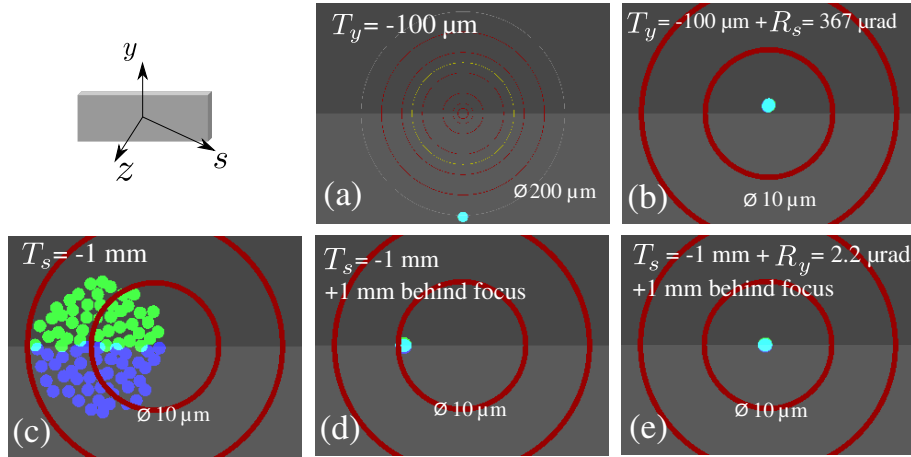 y
z
s
T_y = -100 µm
Ø 200 µm
(a)
T_y = -100 µm + R_s = 367 µrad
Ø 10 µm
(b)
T_s = -1 mm
Ø 10 µm
(c)
T_s = -1 mm
+1 mm behind focus
Ø 10 µm
(d)
T_s = -1 mm + R_y = 2.2 µrad
+1 mm behind focus
Ø 10 µm
(e)